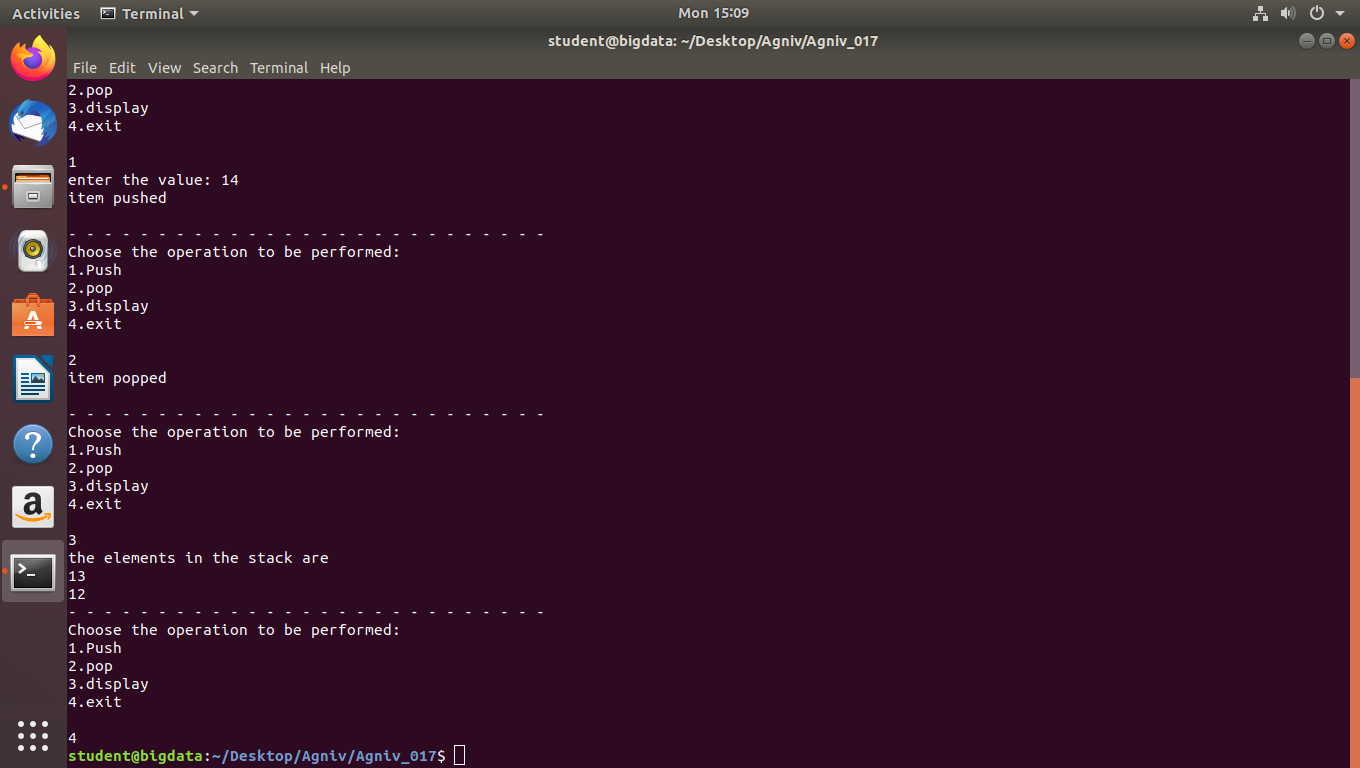 Activities Terminal Mon 15:09
student@bigdata: ~/Desktop/Agniv/Agniv_017
File Edit View Search Terminal Help
2.pop
3.display
4.exit
1
enter the value: 14
item pushed
- - - - - - - - - - - - - - - - - - - - - - - - - - -
Choose the operation to be performed:
1.Push
2.pop
3.display
4.exit
2
item popped
- - - - - - - - - - - - - - - - - - - - - - - - - - -
Choose the operation to be performed:
1.Push
2.pop
3.display
4.exit
3
the elements in the stack are
13
12
- - - - - - - - - - - - - - - - - - - - - - - - - - -
Choose the operation to be performed:
1.Push
2.pop
3.display
4.exit
4
student@bigdata:~/Desktop/Agniv/Agniv_017$